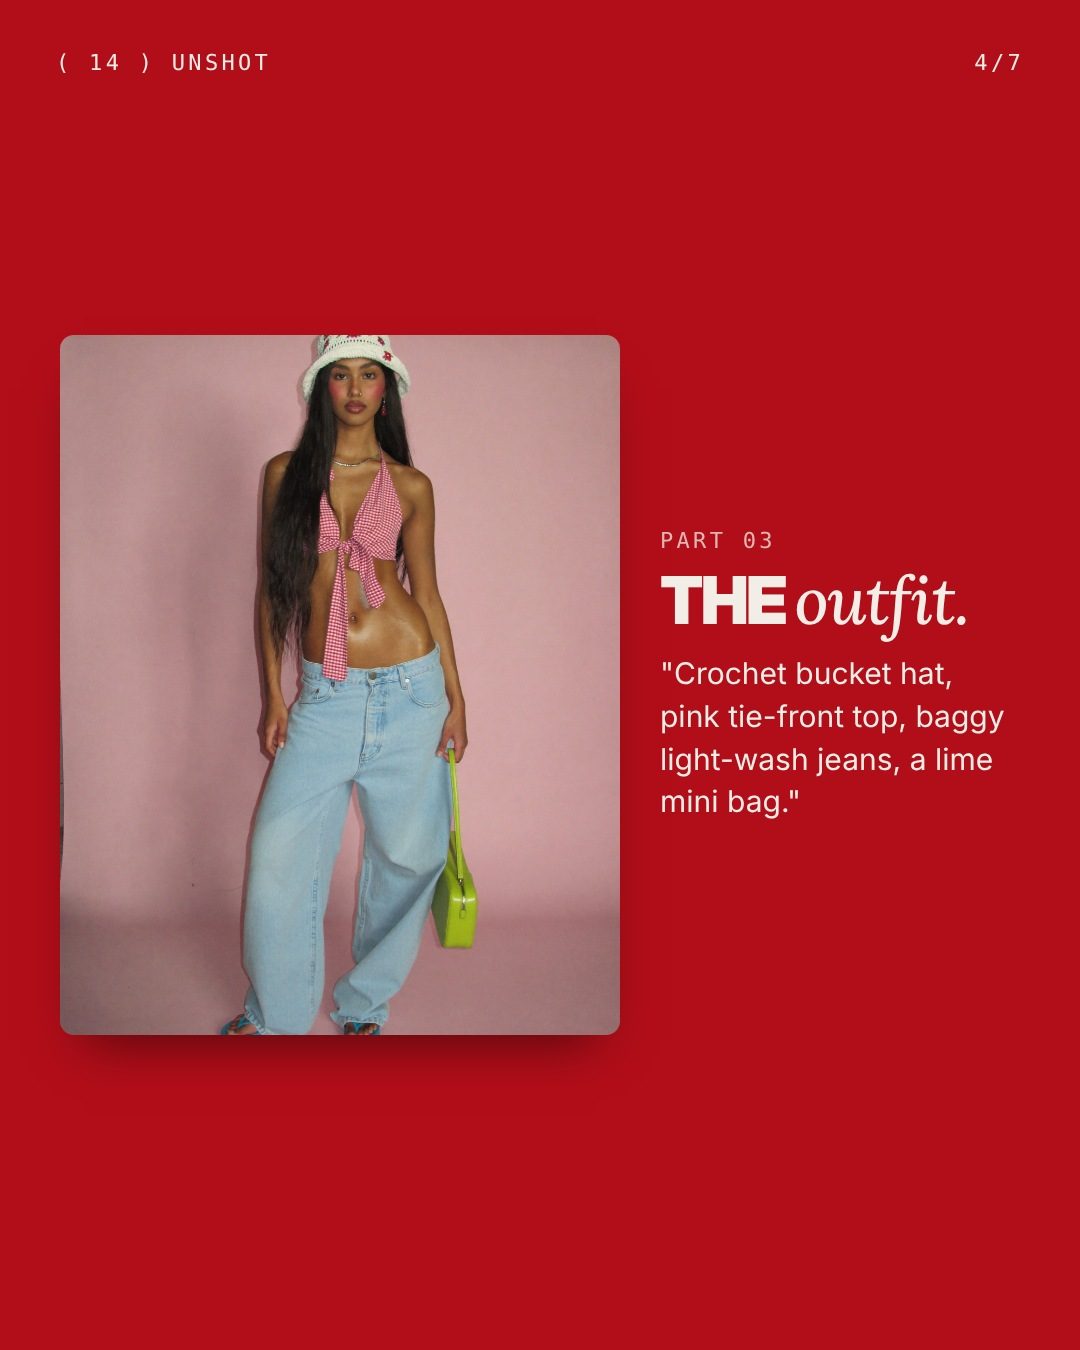 ( 14 ) UNSHOT
4/7
PART 03
THE outfit.
"Crochet bucket hat,
pink tie-front top, baggy
light-wash jeans, a lime
mini bag."